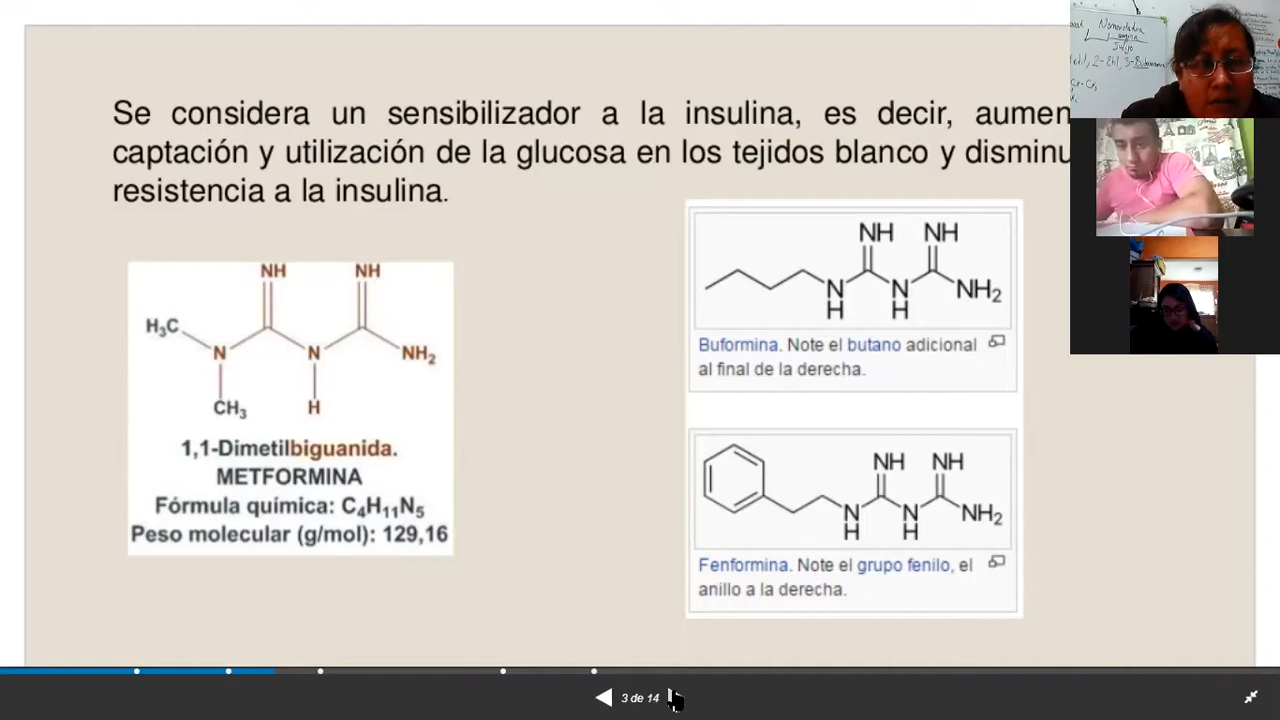 Se considera un sensibilizador a la insulina, es decir, aumen
captación y utilización de la glucosa en los tejidos blanco y disminu
resistencia a la insulina.
NH NH
H₃C
N N NH₂
CH₃ H
1,1-Dimetilbiguanida.
METFORMINA
Fórmula química: C₄H₁₁N₅
Peso molecular (g/mol): 129,16
NH NH
N N NH₂
H H
Buformina. Note el butano adicional
al final de la derecha.
NH NH
N N NH₂
H H
Fenformina. Note el grupo fenilo, el
anillo a la derecha.
Nomenclatura
Sufijo
3 de 14